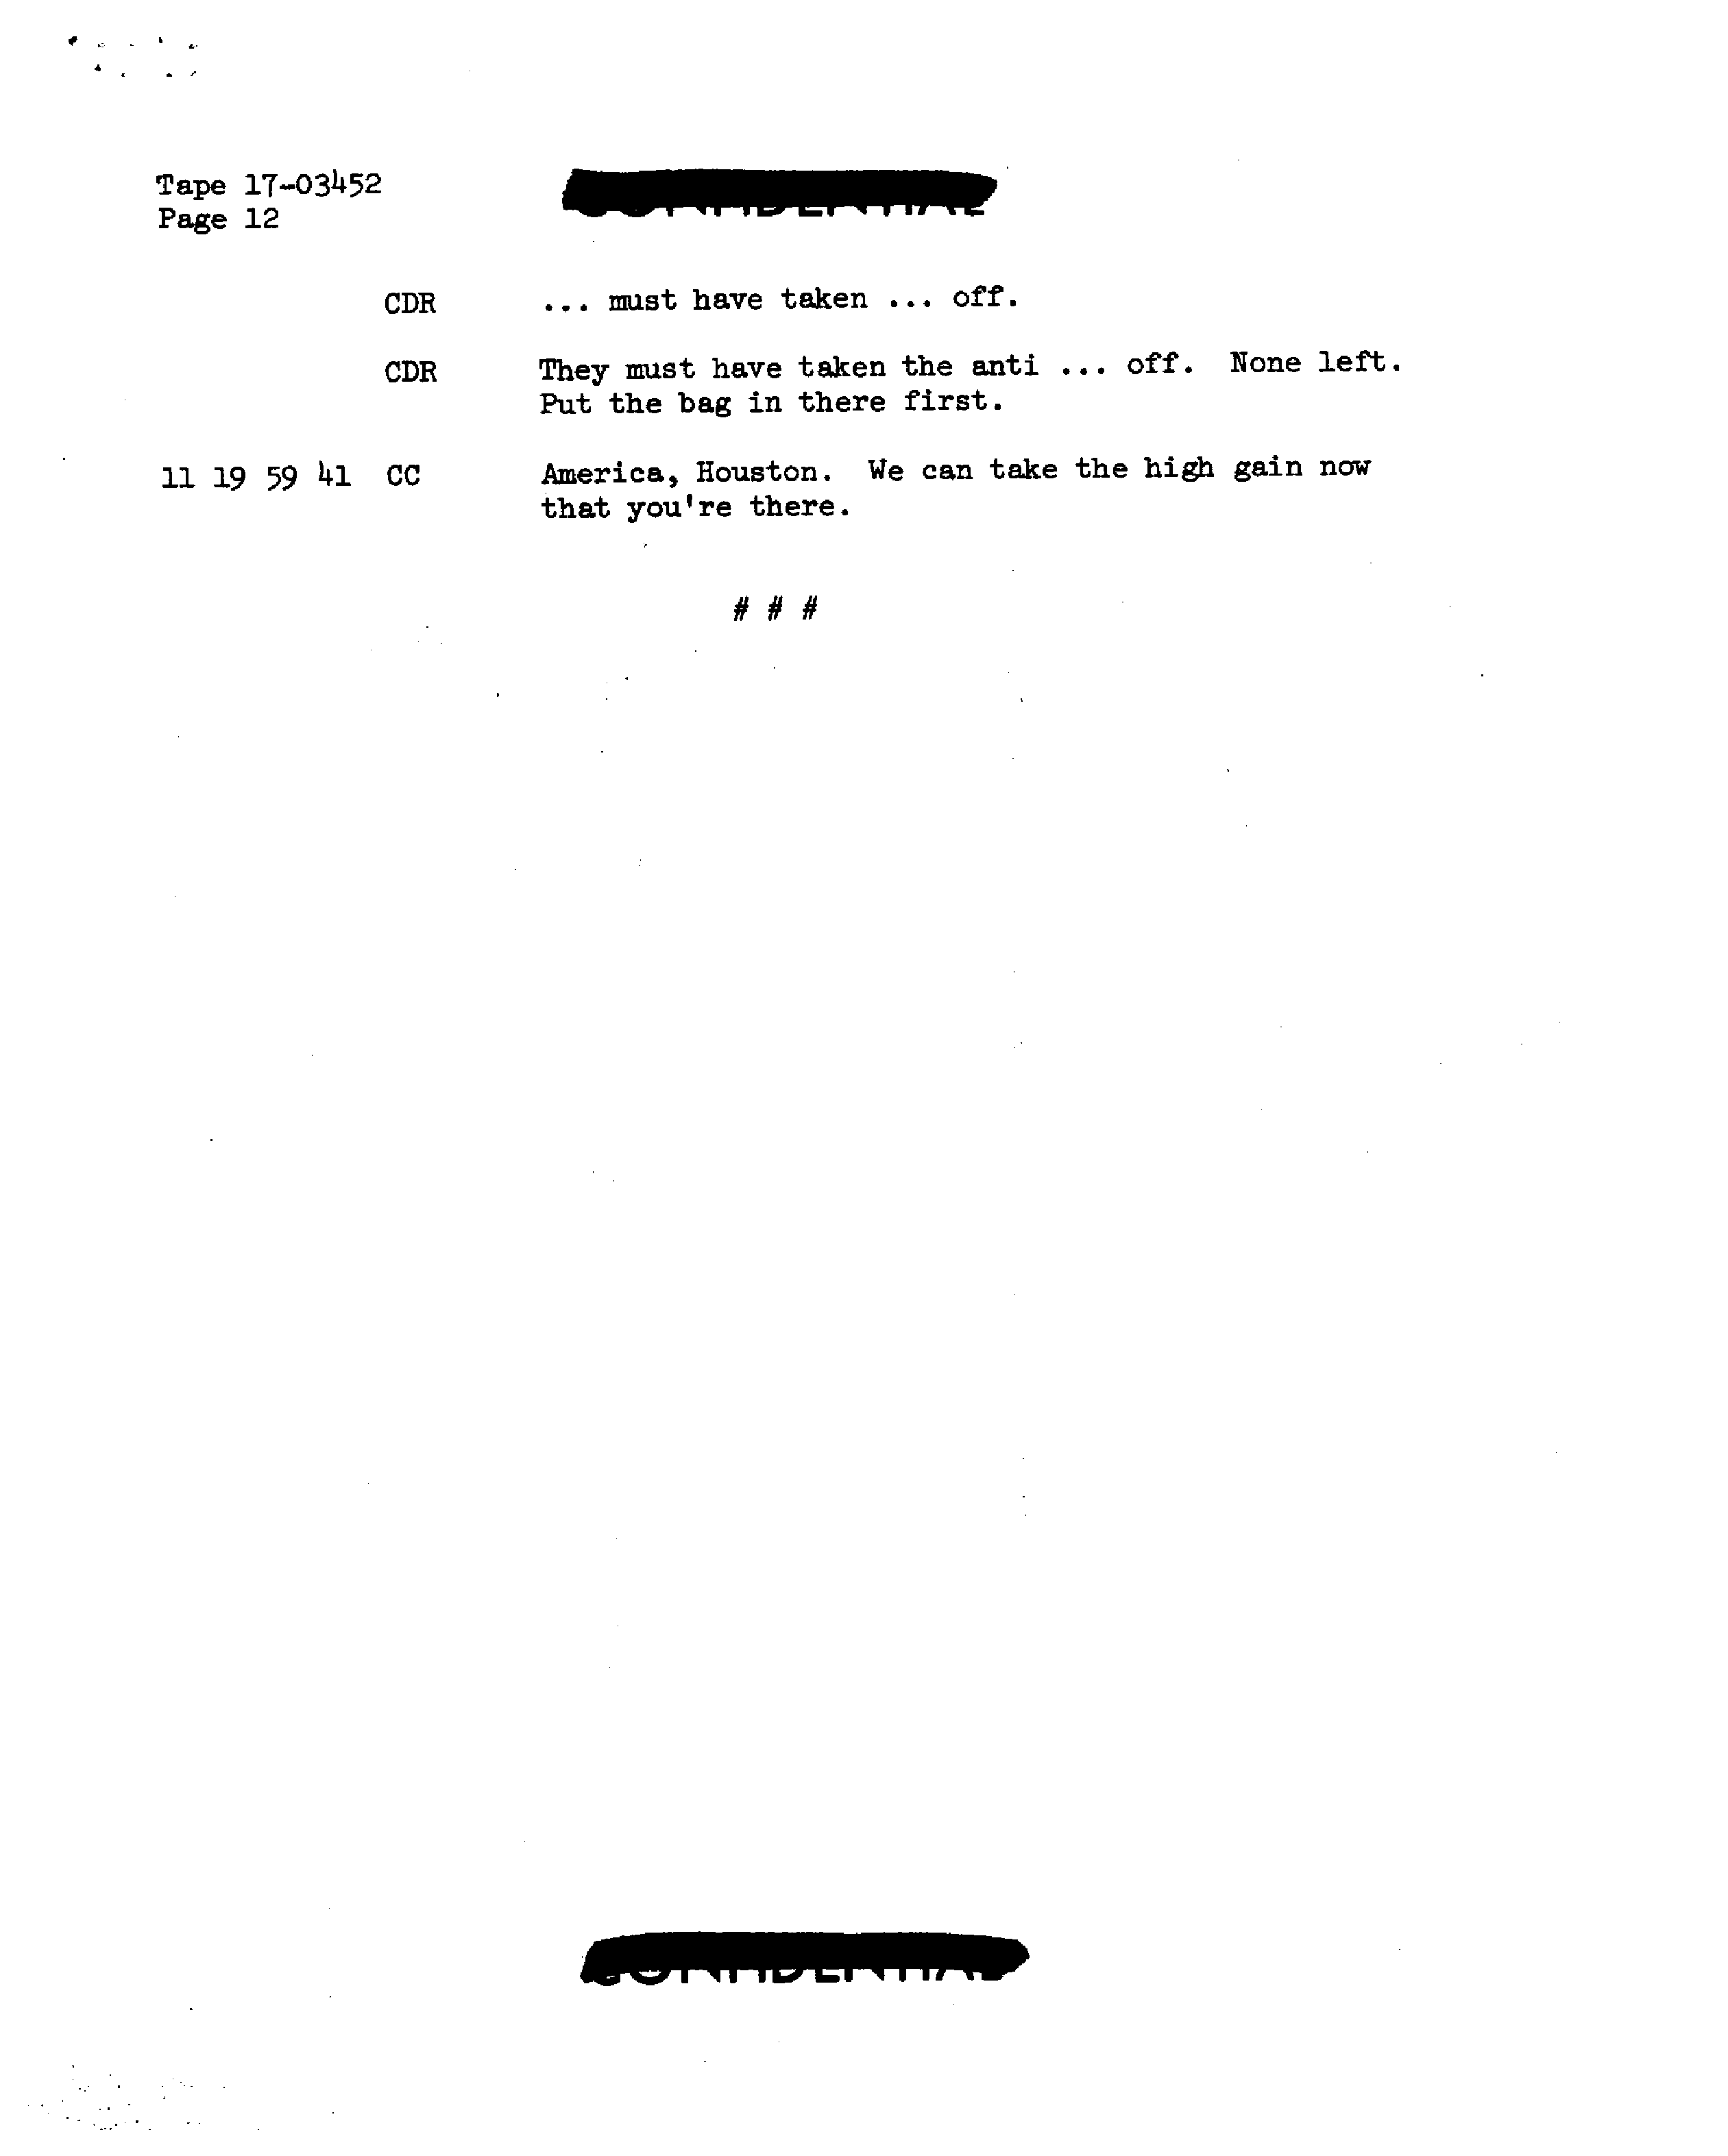 Tape 17-03452
Page 12
CONFIDENTIAL
CDR ... must have taken ... off.
CDR They must have taken the anti ... off. None left.
Put the bag in there first.
11 19 59 41 CC America, Houston. We can take the high gain now
that you're there.
# # #
CONFIDENTIAL